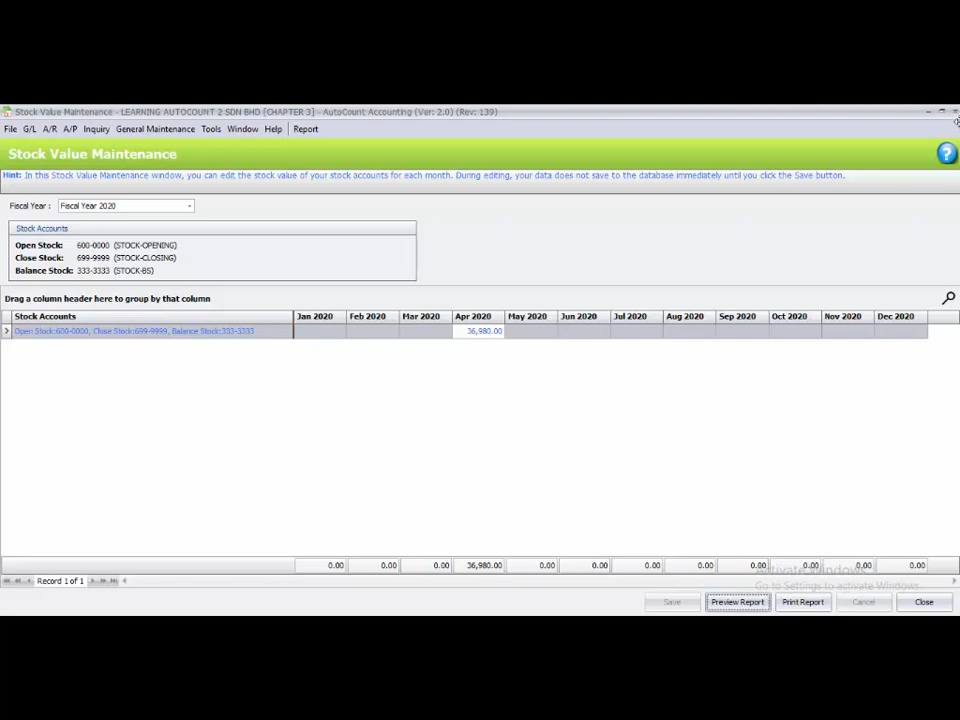 Stock Value Maintenance - LEARNING AUTOCOUNT 2 SDN BHD [CHAPTER 3] - AutoCount Accounting (Ver: 2.0) (Rev: 139)
File G/L A/R A/P Inquiry General Maintenance Tools Window Help Report
Stock Value Maintenance
Hint: In this Stock Value Maintenance window, you can edit the stock value of your stock accounts for each month. During editing, your data does not save to the database immediately until you click the Save button.
Fiscal Year : Fiscal Year 2020
Stock Accounts
Open Stock: 600-0000 (STOCK-OPENING)
Close Stock: 699-9999 (STOCK-CLOSING)
Balance Stock: 333-3333 (STOCK-BS)
Drag a column header here to group by that column
Stock Accounts Jan 2020 Feb 2020 Mar 2020 Apr 2020 May 2020 Jun 2020 Jul 2020 Aug 2020 Sep 2020 Oct 2020 Nov 2020 Dec 2020
Open Stock:600-0000, Close Stock:699-9999, Balance Stock:333-3333 36,980.00
0.00 0.00 0.00 36,980.00 0.00 0.00 0.00 0.00 0.00 0.00 0.00 0.00
Activate Windows
Record 1 of 1
Go to Settings to activate Windows.
Save Preview Report Print Report Cancel Close